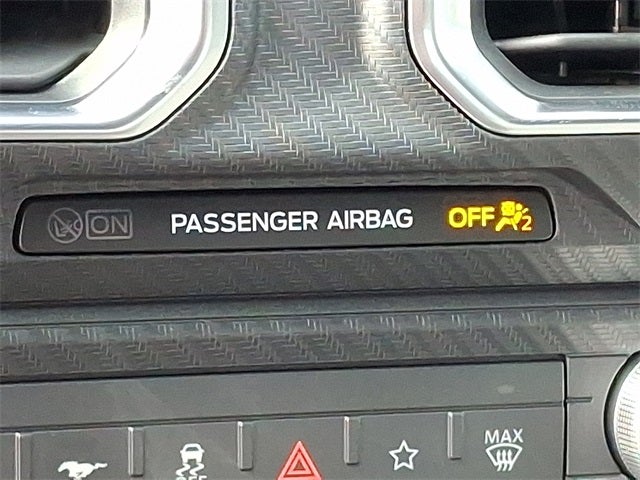 ON PASSENGER AIRBAG OFF 2
MAX